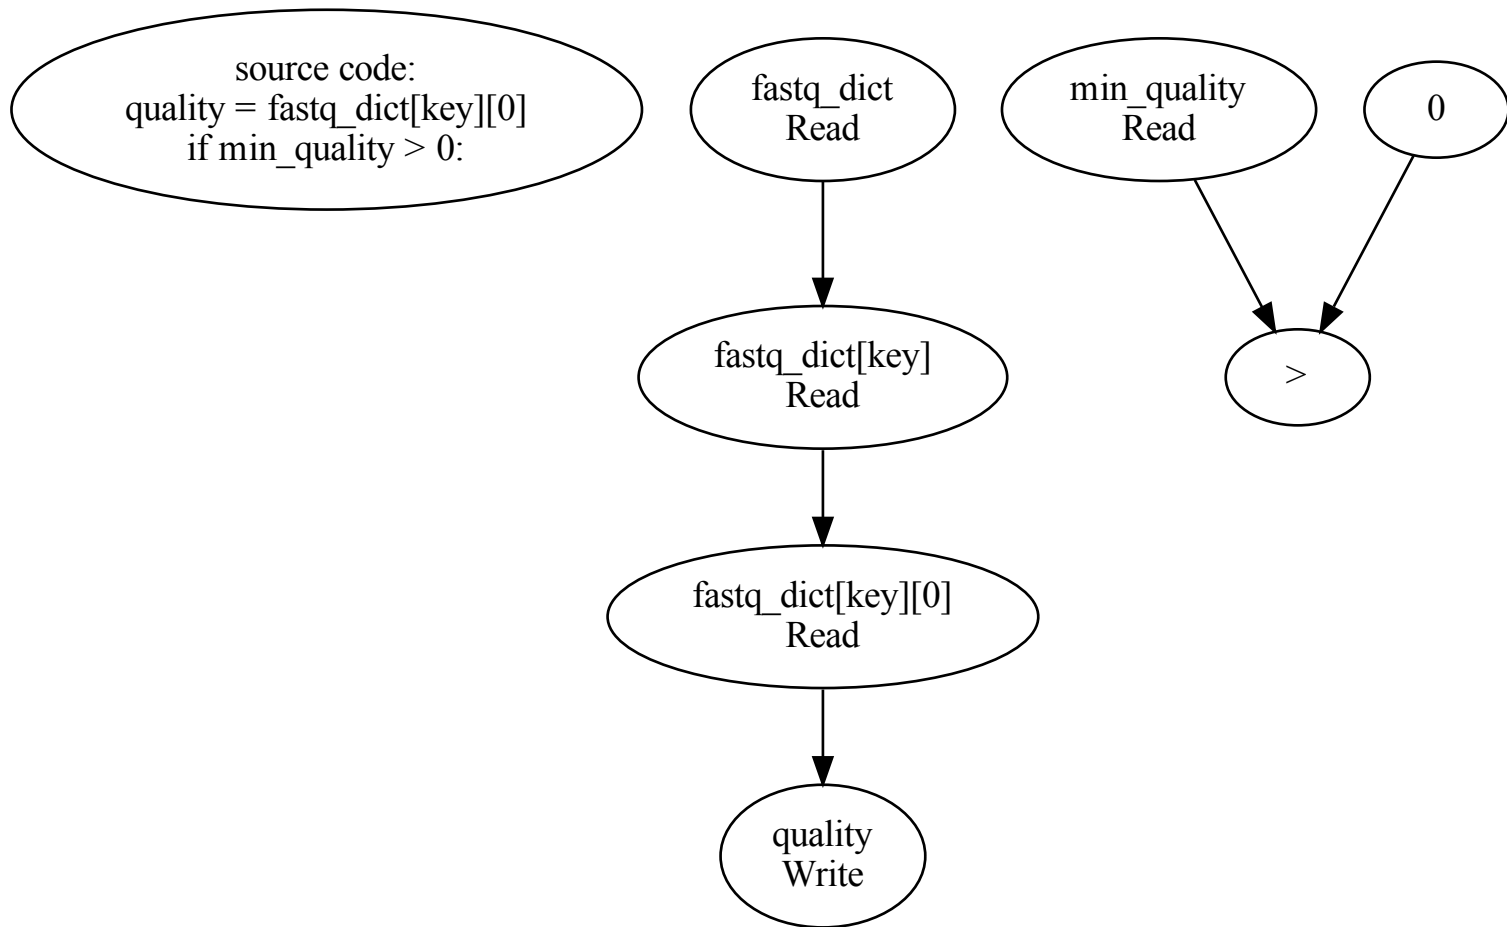 source code:
quality = fastq_dict[key][0]
if min_quality > 0:
fastq_dict
Read
min_quality
Read
0
fastq_dict[key]
Read
>
fastq_dict[key][0]
Read
quality
Write